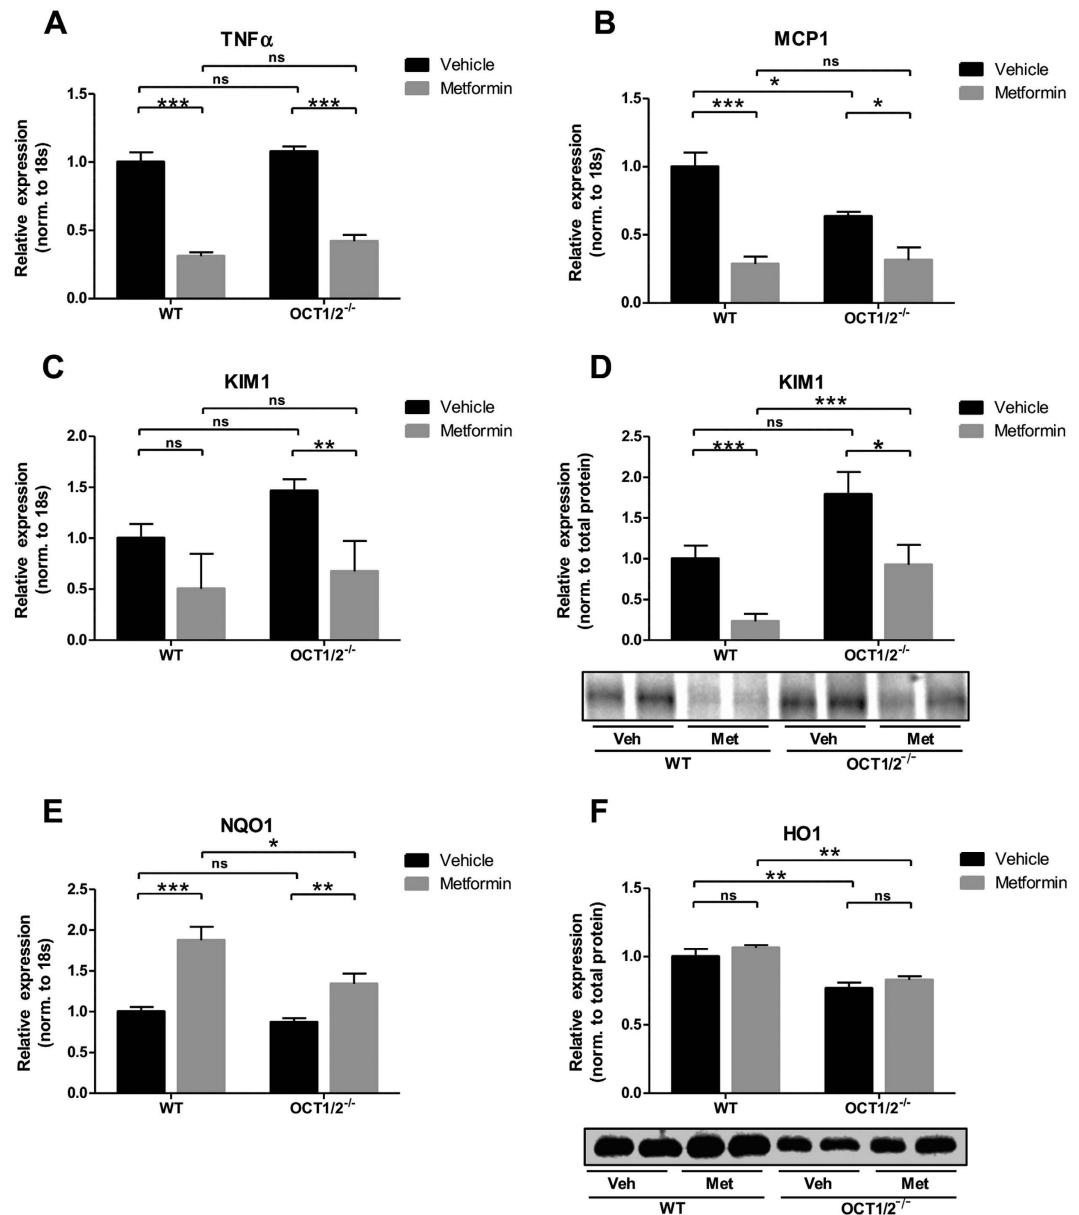 A
TNFα
ns
ns
***
***
Vehicle
Metformin
Relative expression
(norm. to 18s)
1.5
1.0
0.5
0.0
WT
OCT1/2-/-
B
MCP1
ns
*
***
*
Vehicle
Metformin
Relative expression
(norm. to 18s)
1.5
1.0
0.5
0.0
WT
OCT1/2-/-
C
KIM1
ns
ns
ns
**
Vehicle
Metformin
Relative expression
(norm. to 18s)
2.0
1.5
1.0
0.5
0.0
WT
OCT1/2-/-
D
KIM1
***
ns
***
*
Vehicle
Metformin
Relative expression
(norm. to total protein)
2.5
2.0
1.5
1.0
0.5
0.0
WT
OCT1/2-/-
Veh Met Veh Met
WT OCT1/2-/-
E
NQO1
*
ns
***
**
Vehicle
Metformin
Relative expression
(norm. to 18s)
2.5
2.0
1.5
1.0
0.5
0.0
WT
OCT1/2-/-
F
HO1
**
**
ns
ns
Vehicle
Metformin
Relative expression
(norm. to total protein)
1.5
1.0
0.5
0.0
WT
OCT1/2-/-
Veh Met Veh Met
WT OCT1/2-/-